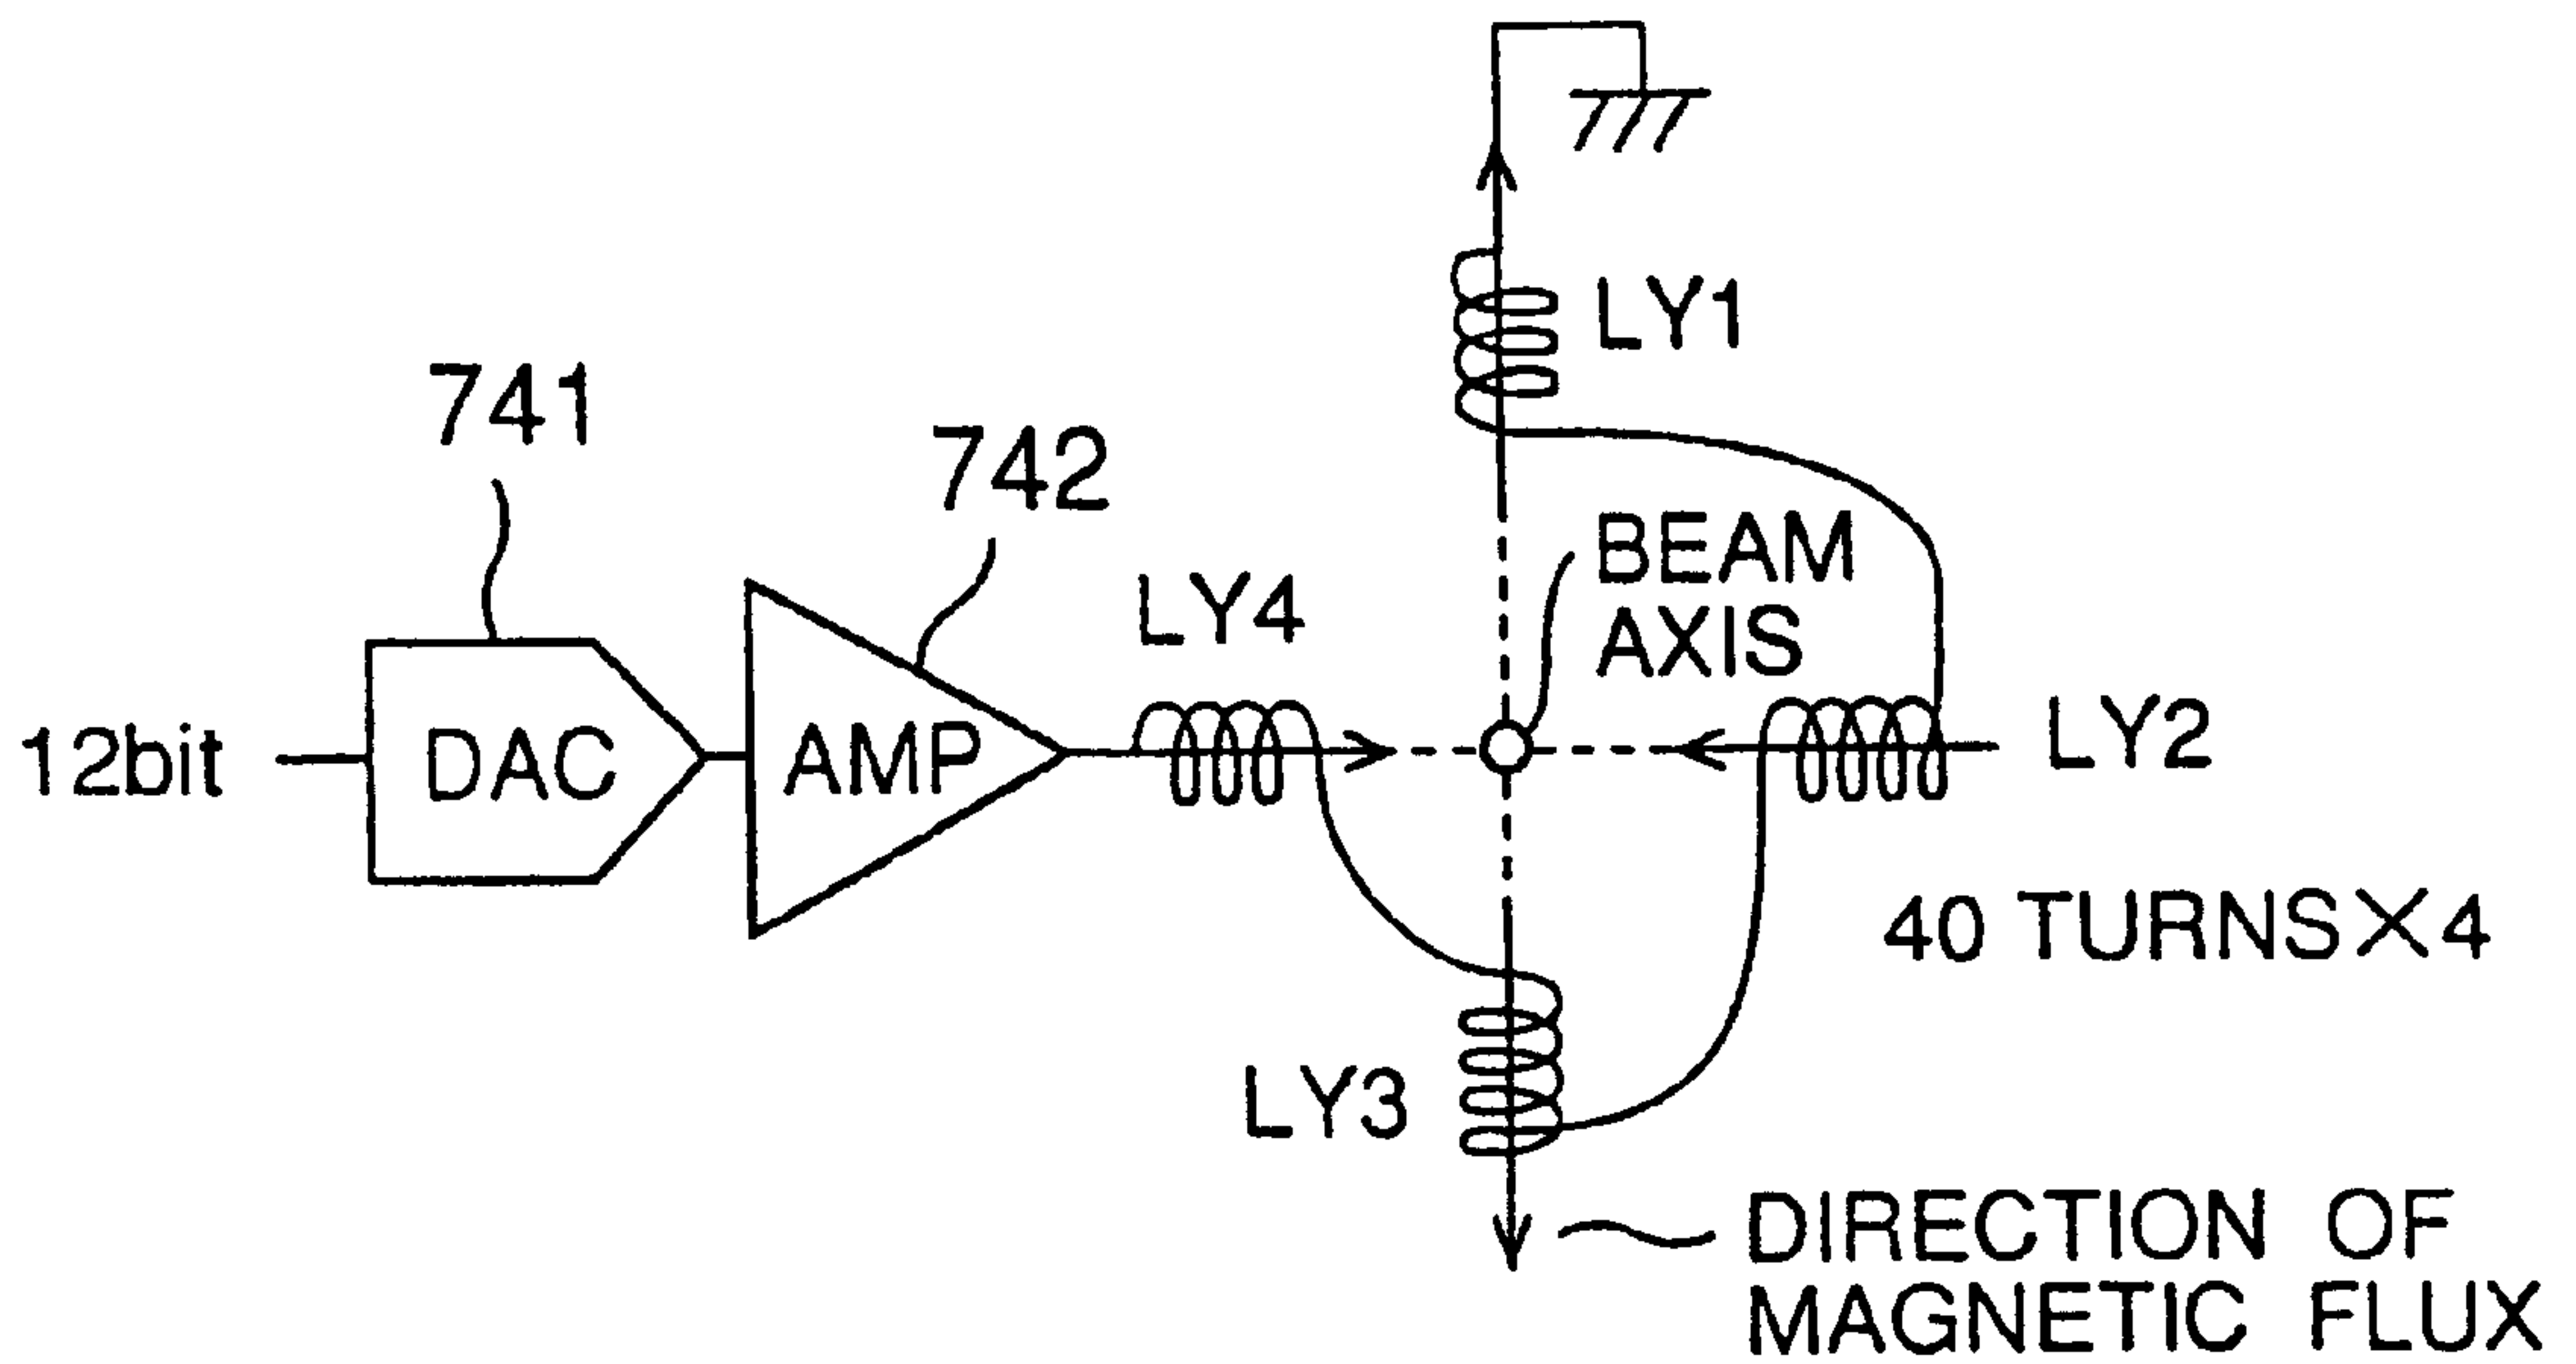 LY1
741
742
BEAM
AXIS
LY4
12bit
DAC
AMP
LY2
40 TURNS×4
LY3
DIRECTION OF
MAGNETIC FLUX